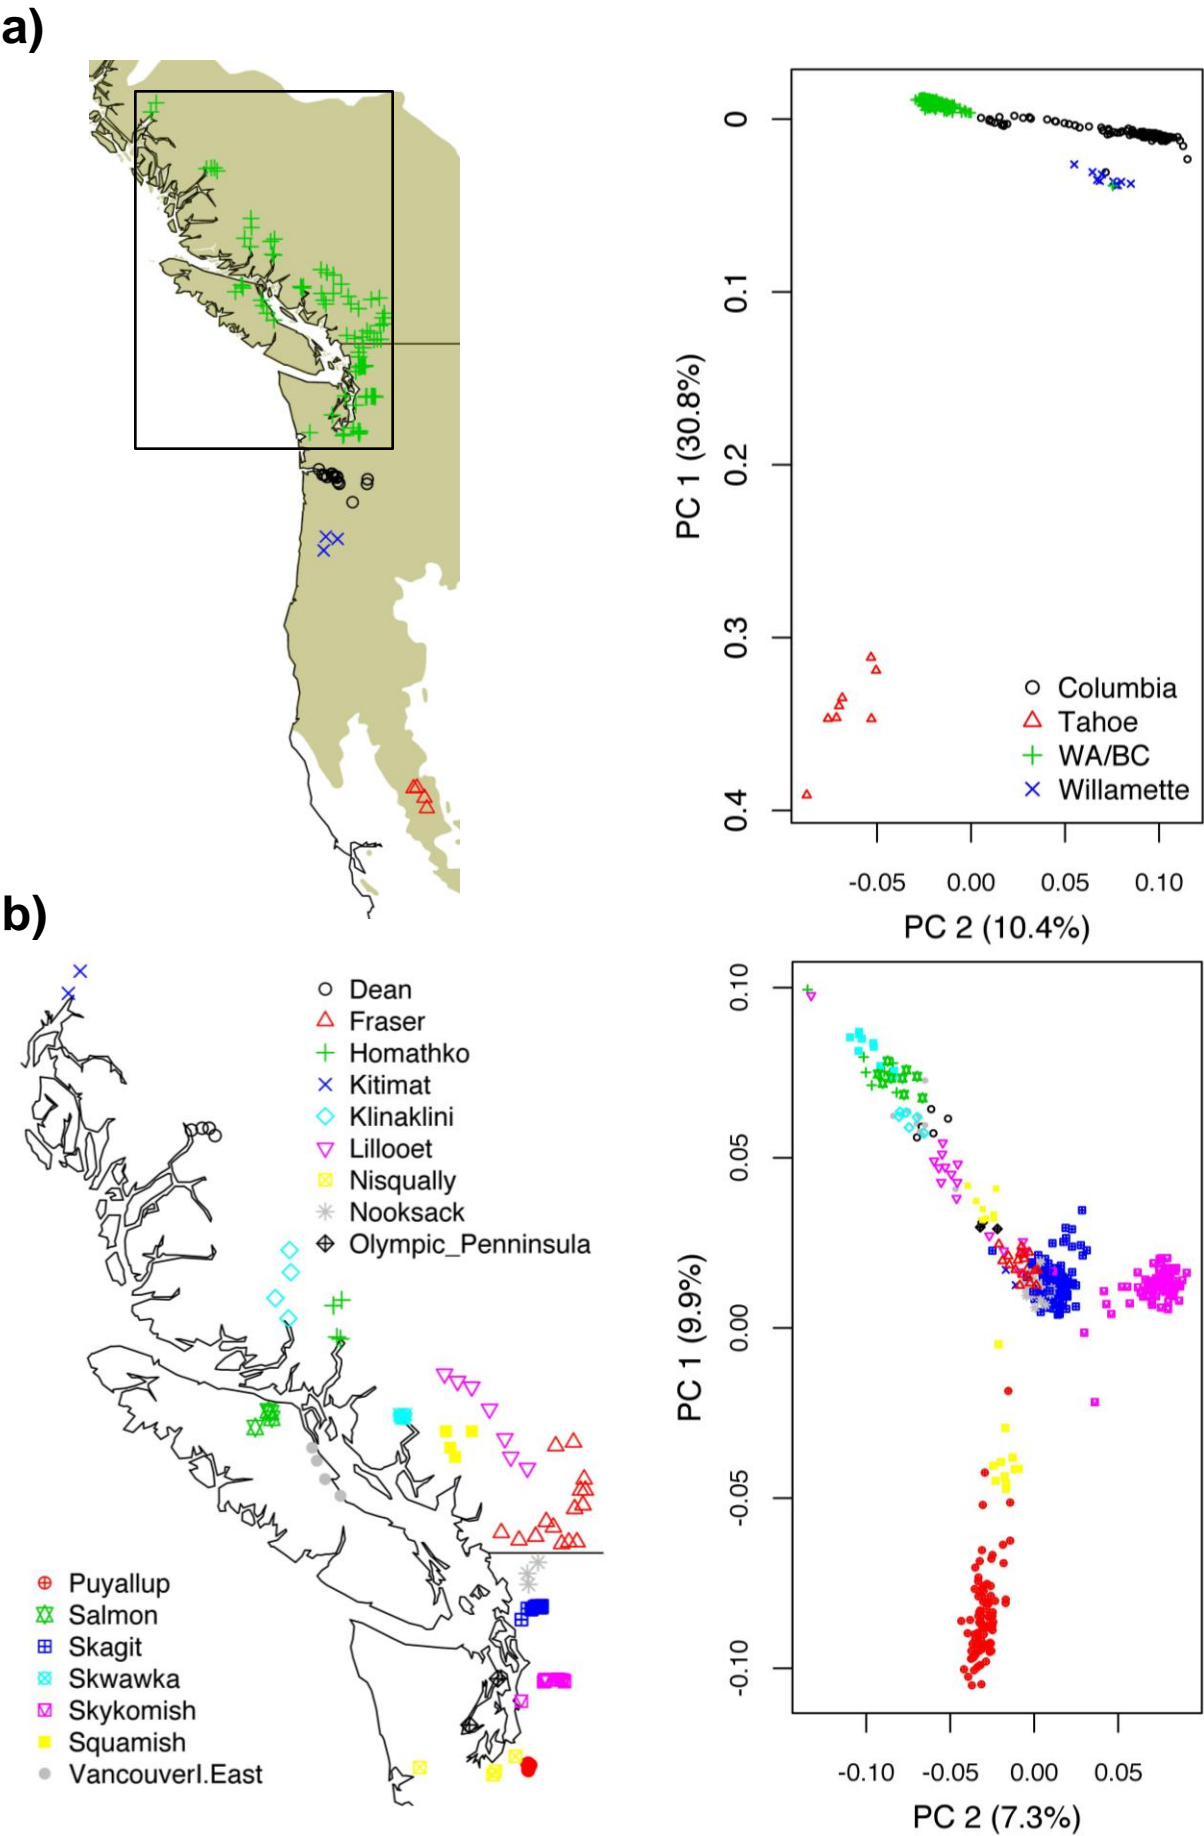 a)
0
0.1
0.2
0.3
0.4
PC 1 (30.8%)
Columbia
Tahoe
WA/BC
Willamette
-0.05 0.00 0.05 0.10
PC 2 (10.4%)
b)
Dean
Fraser
Homathko
Kitimat
Klinaklini
Lillooet
Nisqually
Nooksack
Olympic_Penninsula
Puyallup
Salmon
Skagit
Skwawka
Skykomish
Squamish
VancouverI.East
0.10
0.05
0.00
-0.05
-0.10
PC 1 (9.9%)
-0.10 -0.05 0.00 0.05
PC 2 (7.3%)